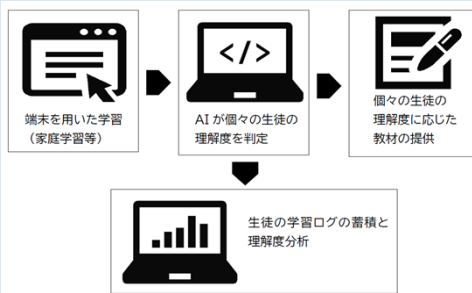 端末を用いた学習
（家庭学習等）
</>
AIが個々の生徒の
理解度を判定
個々の生徒の
理解度に応じた
教材の提供
生徒の学習ログの蓄積と
理解度分析